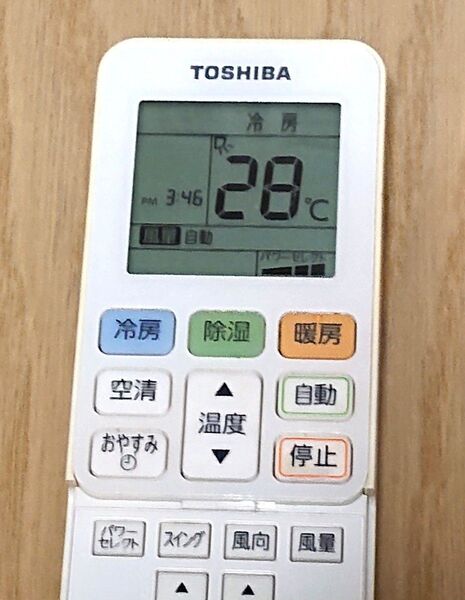 TOSHIBA
冷房
PM 3:46 28℃
風量 自動
パワーセレクト
冷房 除湿 暖房
空清 ▲ 自動
温度
おやすみ ▼ 停止
パワー
セレクト スイング 風向 風量
▲ ▲